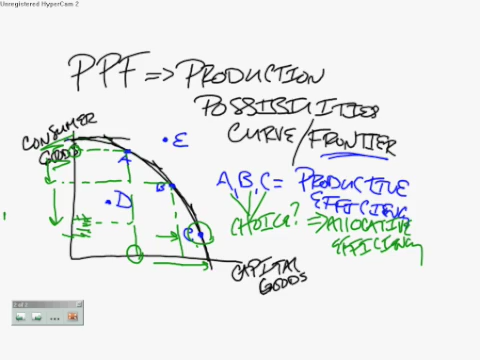 Unregistered HyperCam 2
PPF => PRODUCTION
POSSIBILITIES
CURVE / FRONTIER
CONSUMER
GOODS
A
E
B
D
C
A, B, C = PRODUCTIVE
EFFICIENCY
CHOICE? => ALLOCATIVE
EFFICIENCY
CAPITAL
GOODS